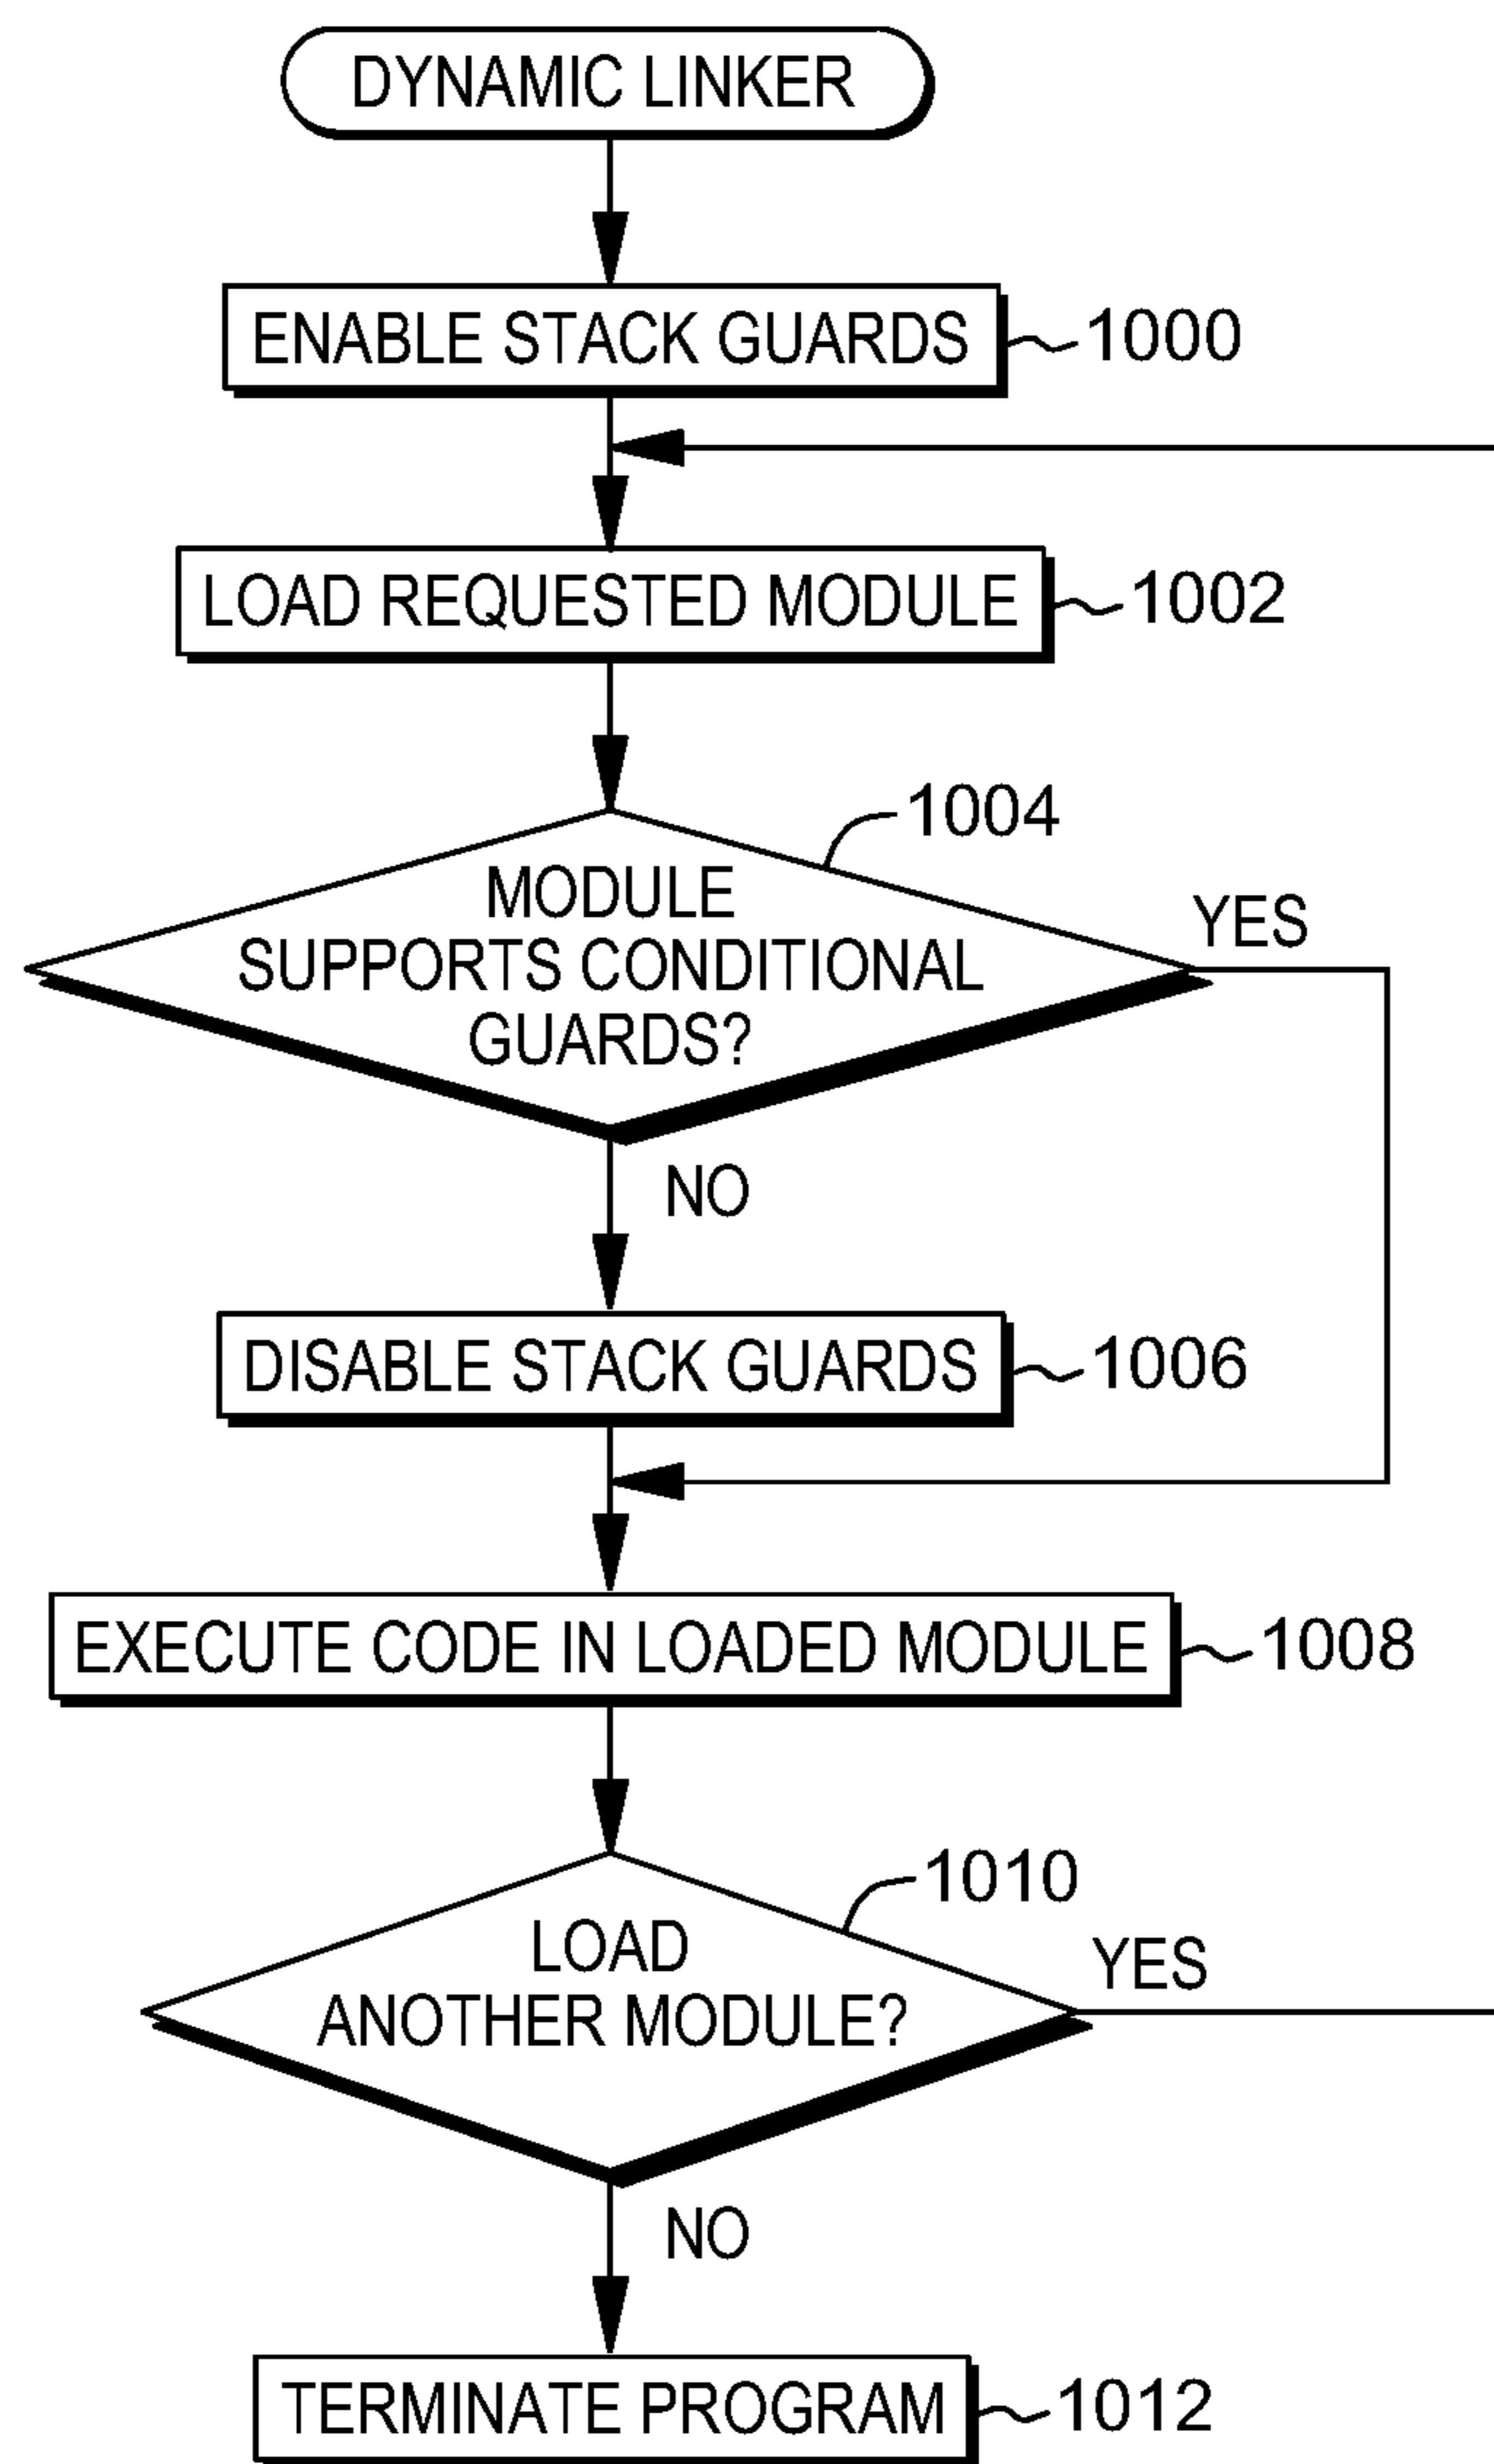 DYNAMIC LINKER
ENABLE STACK GUARDS
1000
LOAD REQUESTED MODULE
1002
1004
MODULE
SUPPORTS CONDITIONAL
GUARDS?
YES
NO
DISABLE STACK GUARDS
1006
EXECUTE CODE IN LOADED MODULE
1008
1010
LOAD
ANOTHER MODULE?
YES
NO
TERMINATE PROGRAM
1012